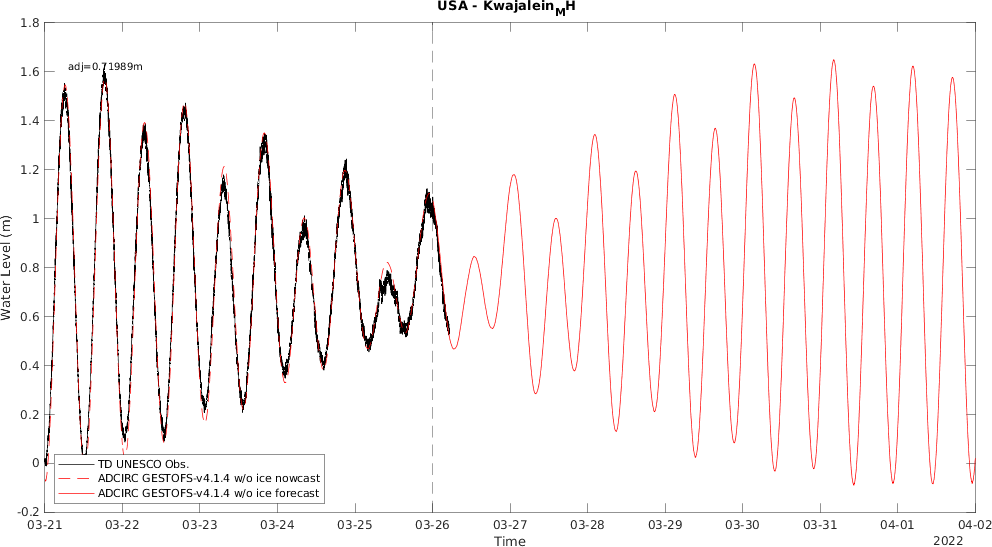 USA - Kwajalein_MH
adj=0.71989m
1.8
1.6
1.4
1.2
1
0.8
0.6
0.4
0.2
0
-0.2
Water Level (m)
TD UNESCO Obs.
ADCIRC GESTOFS-v4.1.4 w/o ice nowcast
ADCIRC GESTOFS-v4.1.4 w/o ice forecast
03-21 03-22 03-23 03-24 03-25 03-26 03-27 03-28 03-29 03-30 03-31 04-01 04-02
Time
2022